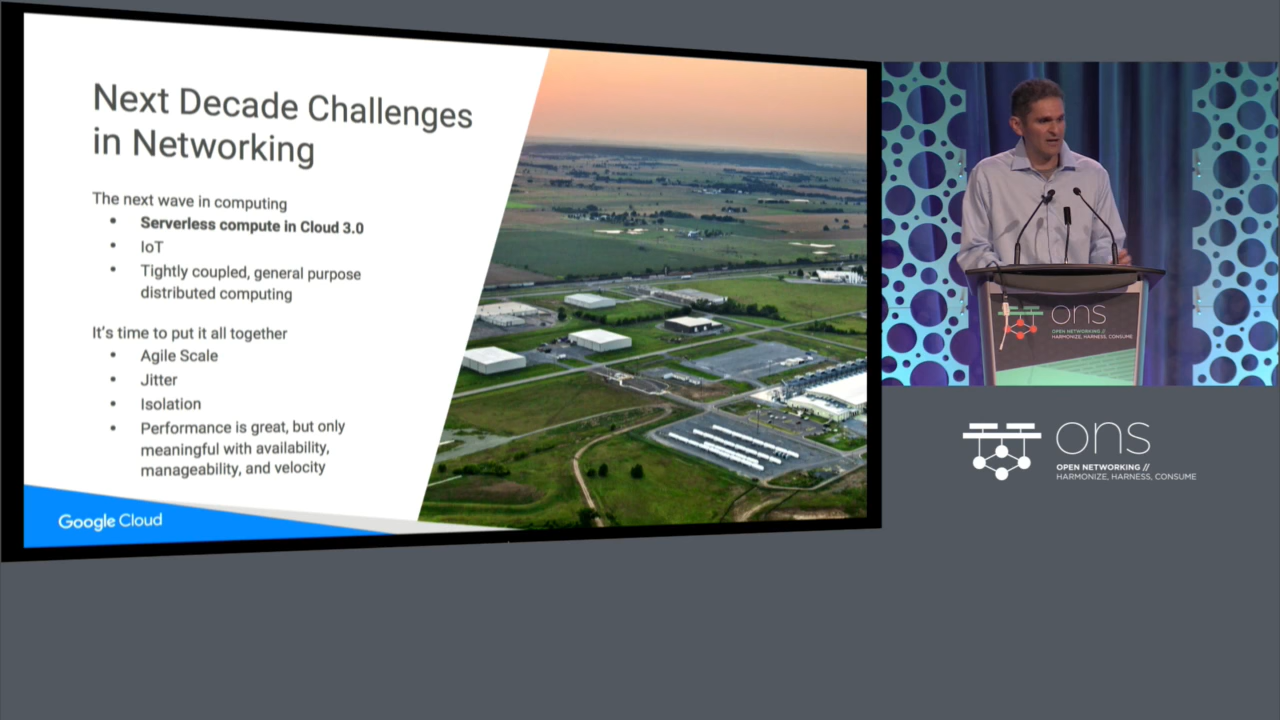 Next Decade Challenges
in Networking
The next wave in computing
• Serverless compute in Cloud 3.0
• IoT
• Tightly coupled, general purpose
distributed computing
It's time to put it all together
• Agile Scale
• Jitter
• Isolation
• Performance is great, but only
meaningful with availability,
manageability, and velocity
Google Cloud
ons
OPEN NETWORKING //
HARMONIZE, HARNESS, CONSUME
ons
OPEN NETWORKING //
HARMONIZE, HARNESS, CONSUME